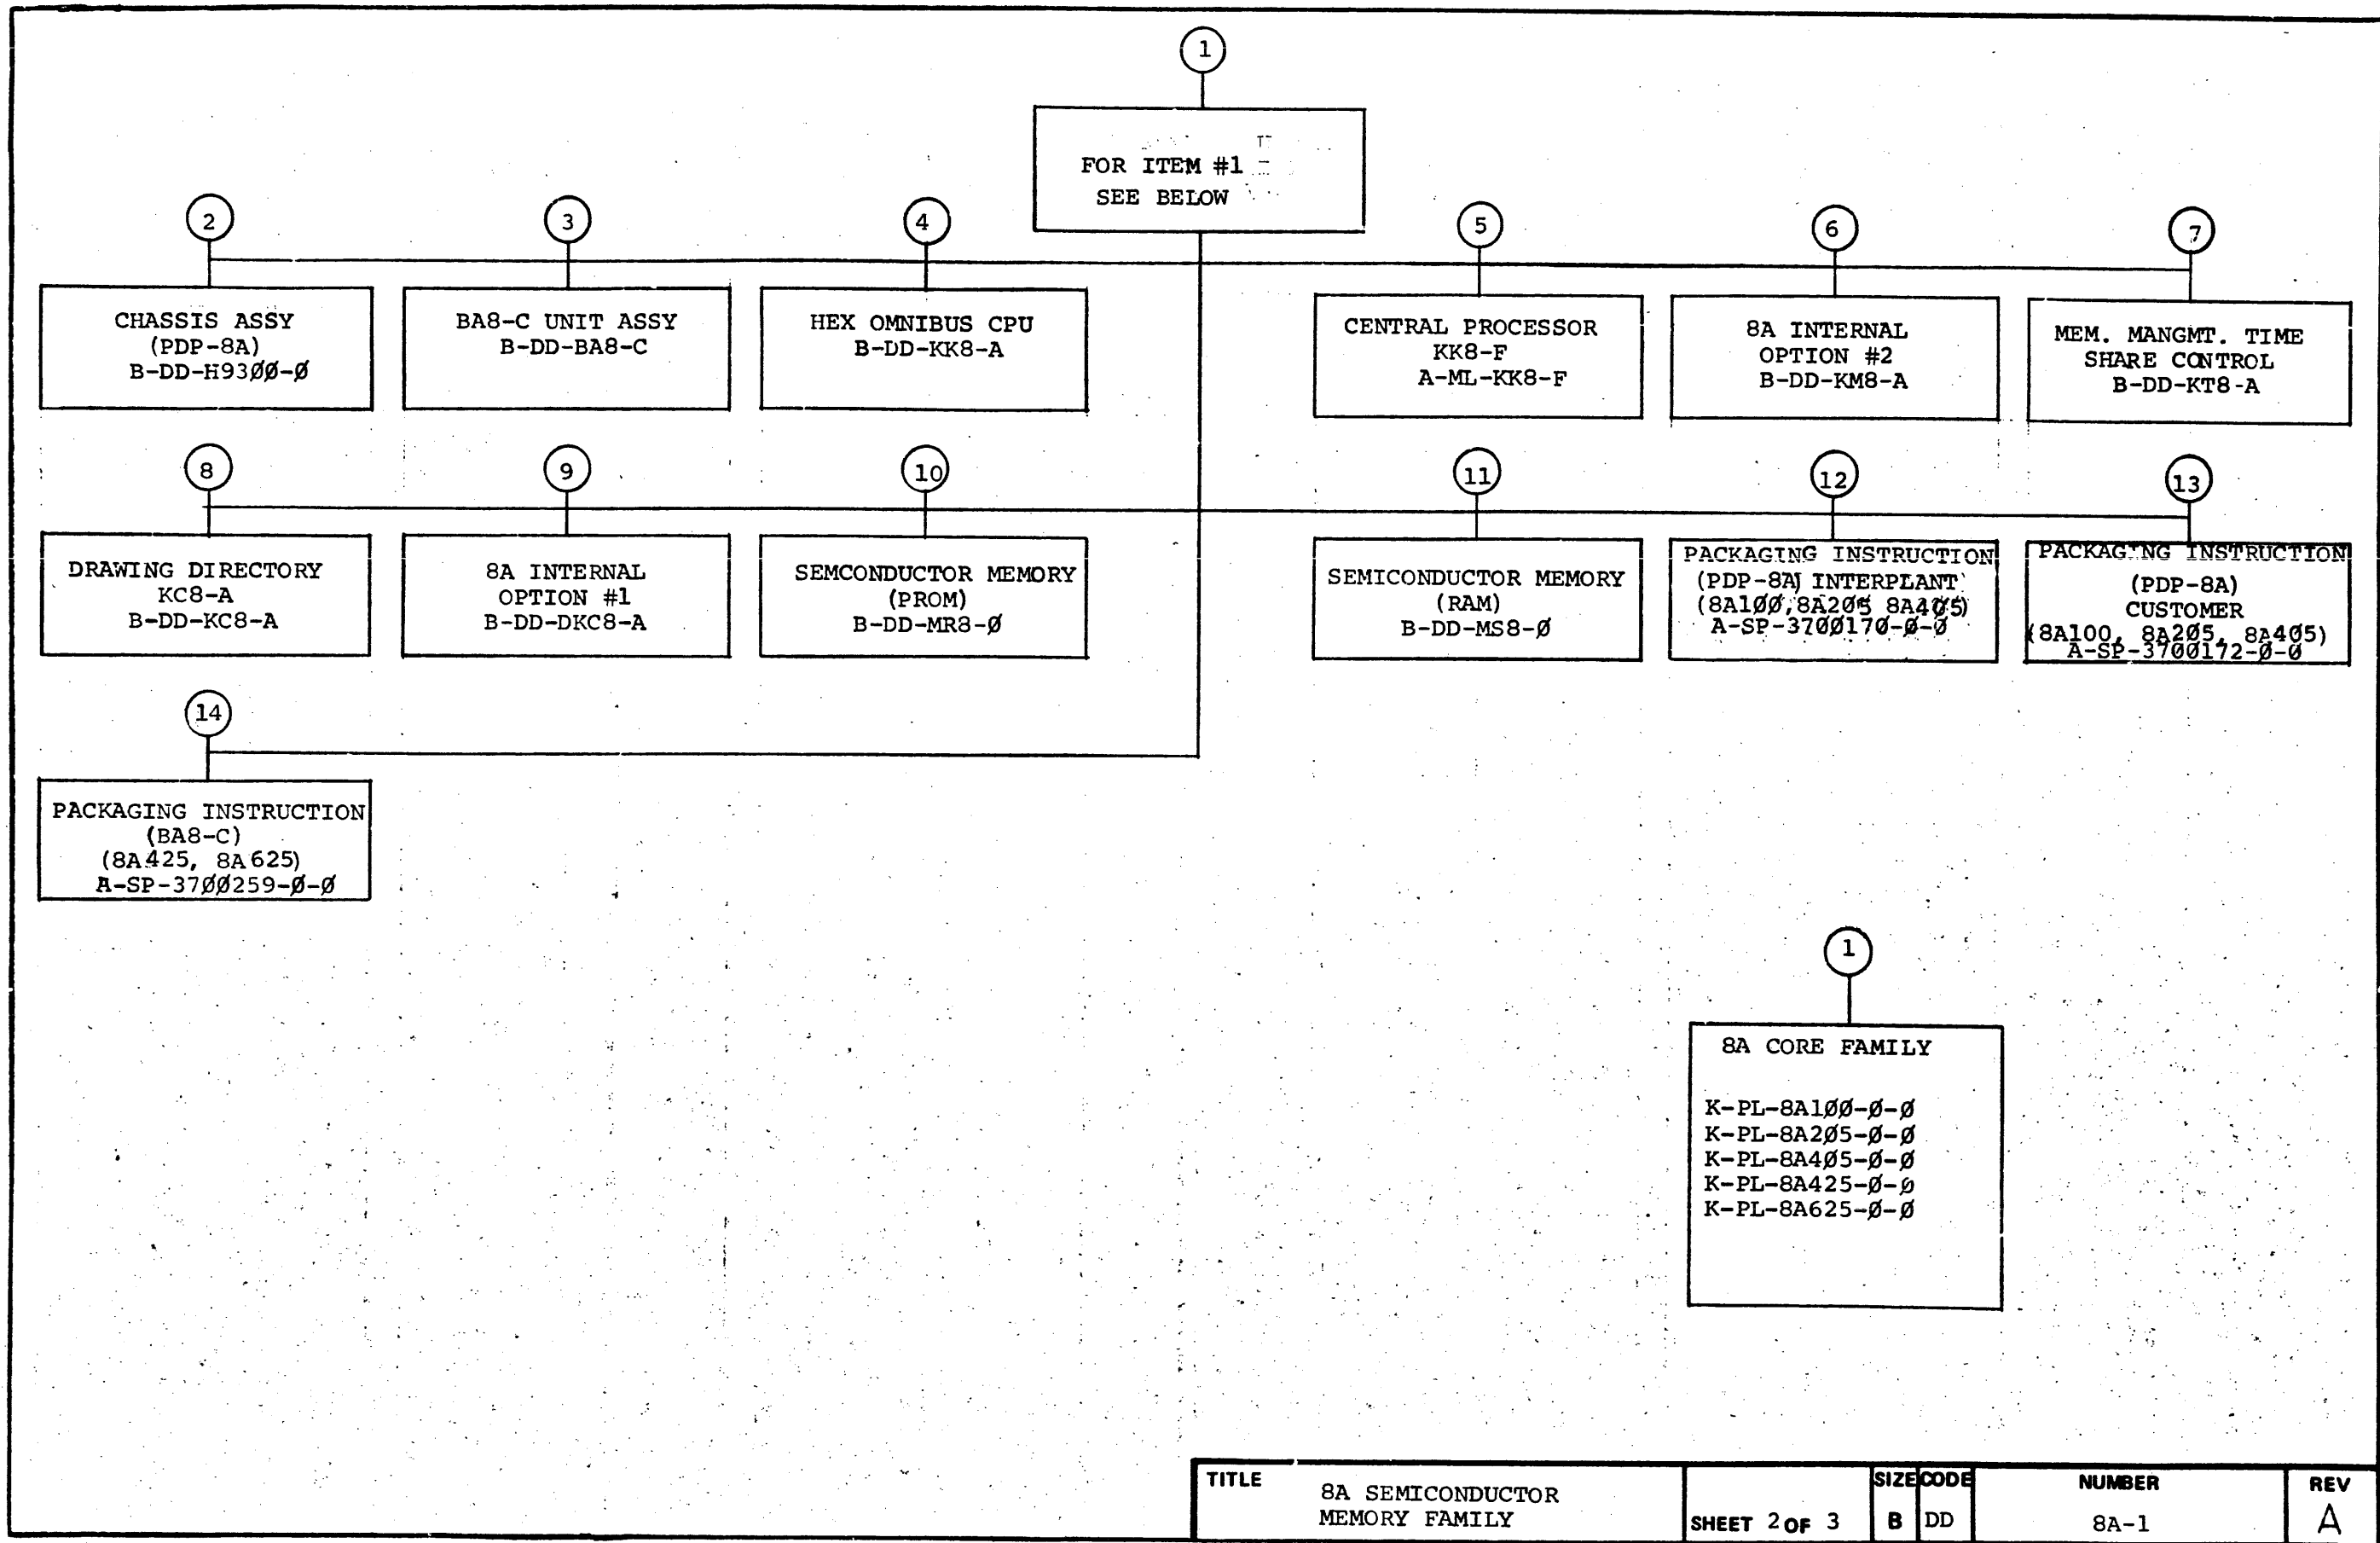 1
FOR ITEM #1
SEE BELOW
2
CHASSIS ASSY
(PDP-8A)
B-DD-H93ØØ-Ø
3
BA8-C UNIT ASSY
B-DD-BA8-C
4
HEX OMNIBUS CPU
B-DD-KK8-A
5
CENTRAL PROCESSOR
KK8-F
A-ML-KK8-F
6
8A INTERNAL
OPTION #2
B-DD-KM8-A
7
MEM. MANGMT. TIME
SHARE CONTROL
B-DD-KT8-A
8
DRAWING DIRECTORY
KC8-A
B-DD-KC8-A
9
8A INTERNAL
OPTION #1
B-DD-DKC8-A
10
SEMCONDUCTOR MEMORY
(PROM)
B-DD-MR8-Ø
11
SEMICONDUCTOR MEMORY
(RAM)
B-DD-MS8-Ø
12
PACKAGING INSTRUCTION
(PDP-8A) INTERPLANT
(8A1ØØ,8A2Ø5 8A4Ø5)
A-SP-37ØØ17Ø-Ø-Ø
13
PACKAGING INSTRUCTION
(PDP-8A)
CUSTOMER
(8A100, 8A2Ø5, 8A4Ø5)
A-SP-37ØØ172-Ø-Ø
14
PACKAGING INSTRUCTION
(BA8-C)
(8A425, 8A625)
A-SP-37ØØ259-Ø-Ø
1
8A CORE FAMILY
K-PL-8A1ØØ-Ø-Ø
K-PL-8A2Ø5-Ø-Ø
K-PL-8A4Ø5-Ø-Ø
K-PL-8A425-Ø-Ø
K-PL-8A625-Ø-Ø
TITLE
8A SEMICONDUCTOR
MEMORY FAMILY
SHEET 2 OF 3
SIZE
B
CODE
DD
NUMBER
8A-1
REV
A